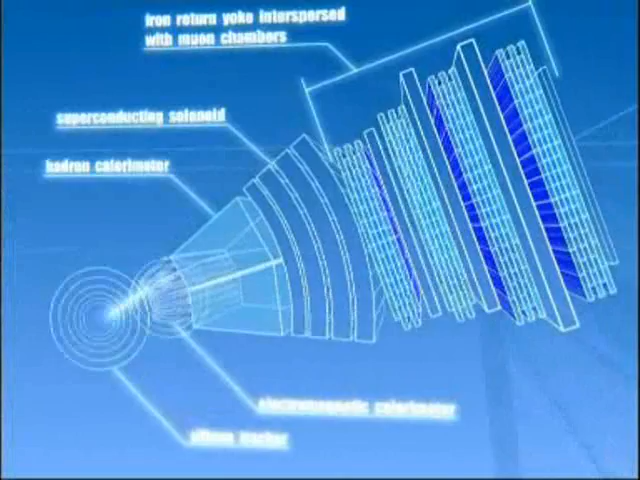 iron return yoke interspersed
with muon chambers
superconducting solenoid
hadron calorimeter
electromagnetic calorimeter
silicon tracker